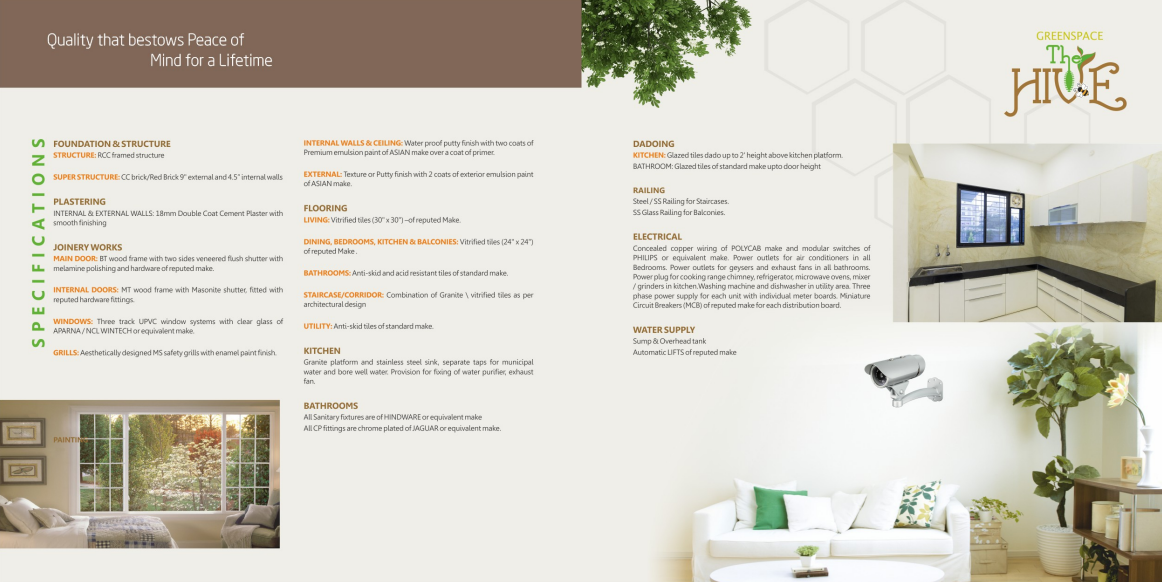 Quality that bestows Peace of
Mind for a Lifetime
GREENSPACE
The
HIVE
SPECIFICATIONS
FOUNDATION & STRUCTURE
STRUCTURE: RCC framed structure
SUPER STRUCTURE: CC brick/Red Brick 9" external and 4.5" internal walls
PLASTERING
INTERNAL & EXTERNAL WALLS: 18mm Double Coat Cement Plaster with
smooth finishing
JOINERY WORKS
MAIN DOOR: BT wood frame with two sides veneered flush shutter with
melamine polishing and hardware of reputed make.
INTERNAL DOORS: MT wood frame with Masonite shutter, fitted with
reputed hardware fittings.
WINDOWS: Three track UPVC window systems with clear glass of
APARNA / NCL WINTECH or equivalent make.
GRILLS: Aesthetically designed MS safety grills with enamel paint finish.
PAINTING
INTERNAL WALLS & CEILING: Water proof putty finish with two coats of
Premium emulsion paint of ASIAN make over a coat of primer.
EXTERNAL: Texture or Putty finish with 2 coats of exterior emulsion paint
of ASIAN make.
FLOORING
LIVING: Vitrified tiles (30" x 30") –of reputed Make.
DINING, BEDROOMS, KITCHEN & BALCONIES: Vitrified tiles (24" x 24")
of reputed Make .
BATHROOMS: Anti-skid and acid resistant tiles of standard make.
STAIRCASE/CORRIDOR: Combination of Granite \ vitrified tiles as per
architectural design
UTILITY: Anti-skid tiles of standard make.
KITCHEN
Granite platform and stainless steel sink, separate taps for municipal
water and bore well water. Provision for fixing of water purifier, exhaust
fan.
BATHROOMS
All Sanitary fixtures are of HINDWARE or equivalent make
All CP fittings are chrome plated of JAGUAR or equivalent make.
DADOING
KITCHEN: Glazed tiles dado up to 2' height above kitchen platform.
BATHROOM: Glazed tiles of standard make upto door height
RAILING
Steel / SS Railing for Staircases.
SS Glass Railing for Balconies.
ELECTRICAL
Concealed copper wiring of POLYCAB make and modular switches of
PHILIPS or equivalent make. Power outlets for air conditioners in all
Bedrooms. Power outlets for geysers and exhaust fans in all bathrooms.
Power plug for cooking range chimney, refrigerator, microwave ovens, mixer
/ grinders in kitchen.Washing machine and dishwasher in utility area. Three
phase power supply for each unit with individual meter boards. Miniature
Circuit Breakers (MCB) of reputed make for each distribution board.
WATER SUPPLY
Sump & Overhead tank
Automatic LIFTS of reputed make